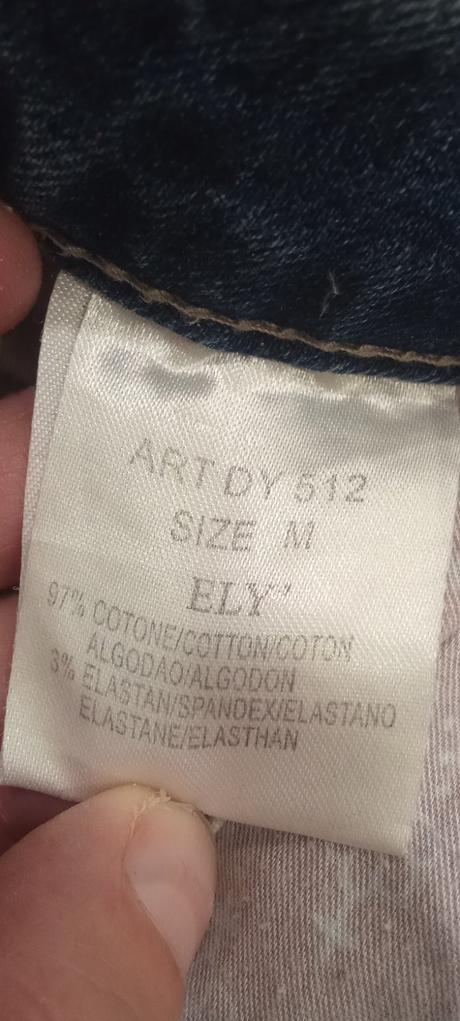 ART DY 512
SIZE M
ELY"
97% COTONE/COTTON/COTON
ALGODAO/ALGODON
3% ELASTAN/SPANDEX/ELASTANO
ELASTANE/ELASTHAN